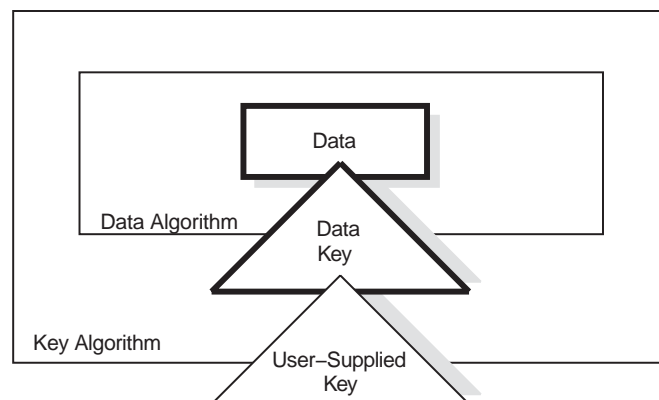 Data
Data Algorithm
Data
Key
Key Algorithm
User−Supplied
Key